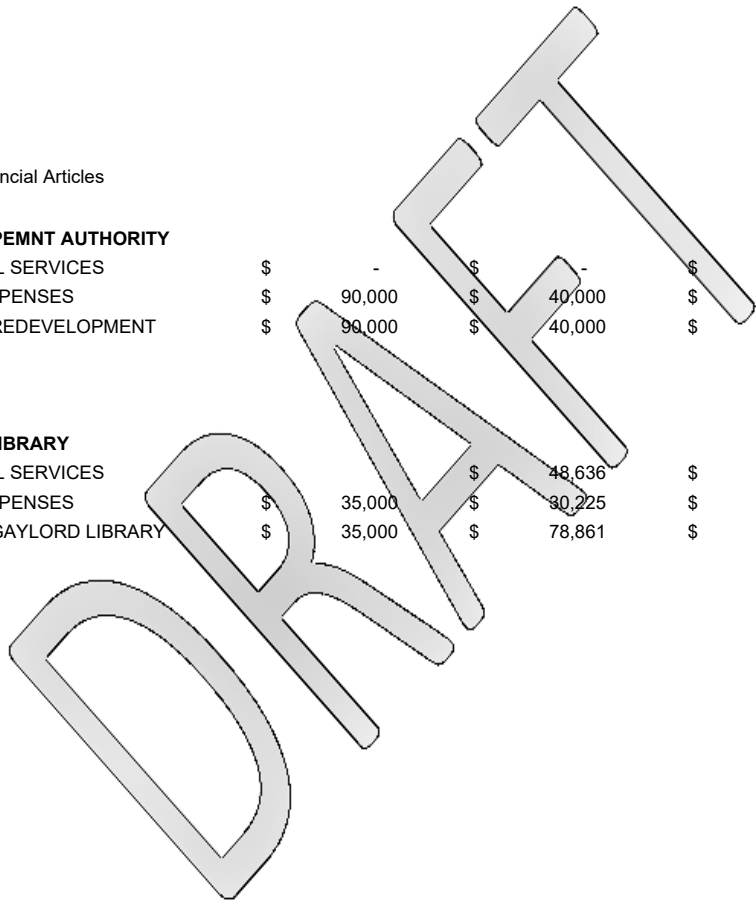 ncial Articles
PEMNT AUTHORITY
L SERVICES $ - $ - $
PENSES $ 90,000 $ 40,000 $
REDEVELOPMENT $ 90,000 $ 40,000 $
IBRARY
L SERVICES $ 48,636 $
PENSES $ 35,000 $ 30,225 $
GAYLORD LIBRARY $ 35,000 $ 78,861 $
DRAFT